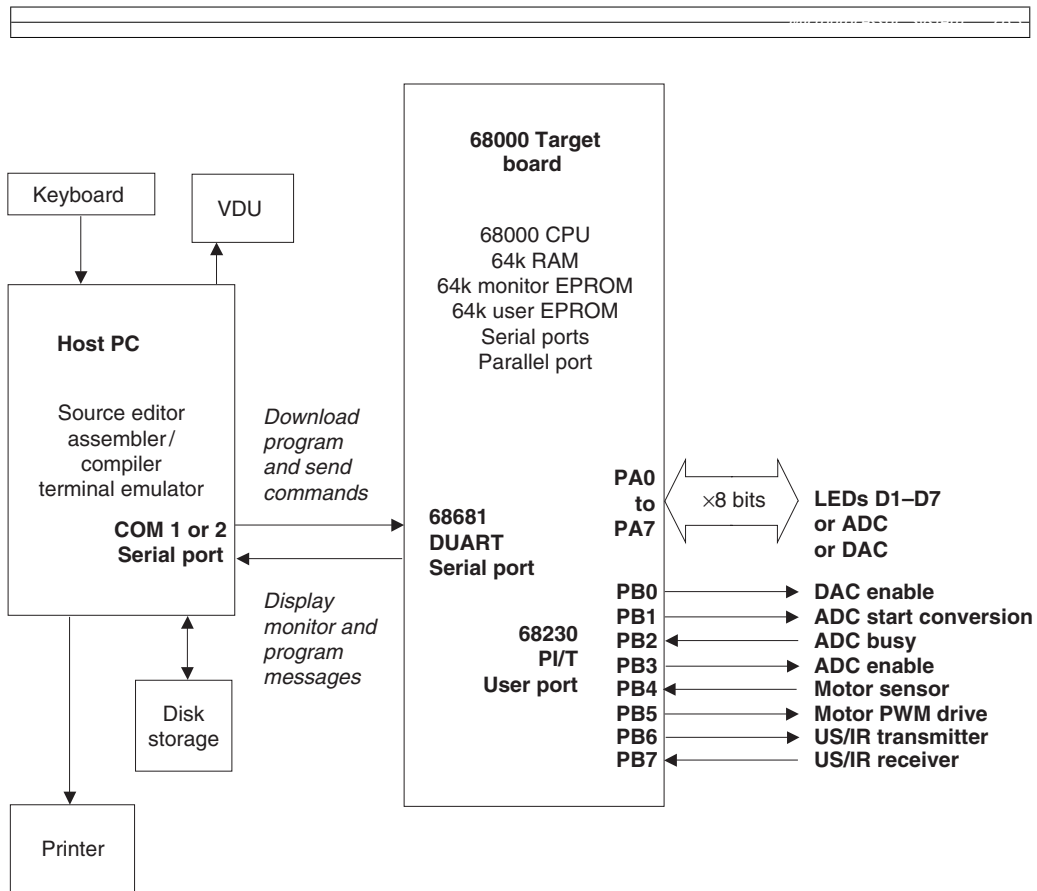 68000 Target
board
68000 CPU
64k RAM
64k monitor EPROM
64k user EPROM
Serial ports
Parallel port
Keyboard
VDU
Host PC
Source editor
assembler/
compiler
terminal emulator
COM 1 or 2
Serial port
Download
program
and send
commands
68681
DUART
Serial port
Display
monitor and
program
messages
Disk
storage
Printer
68230
PI/T
User port
PA0
to
PA7
×8 bits
LEDs D1–D7
or ADC
or DAC
PB0 DAC enable
PB1 ADC start conversion
PB2 ADC busy
PB3 ADC enable
PB4 Motor sensor
PB5 Motor PWM drive
PB6 US/IR transmitter
PB7 US/IR receiver